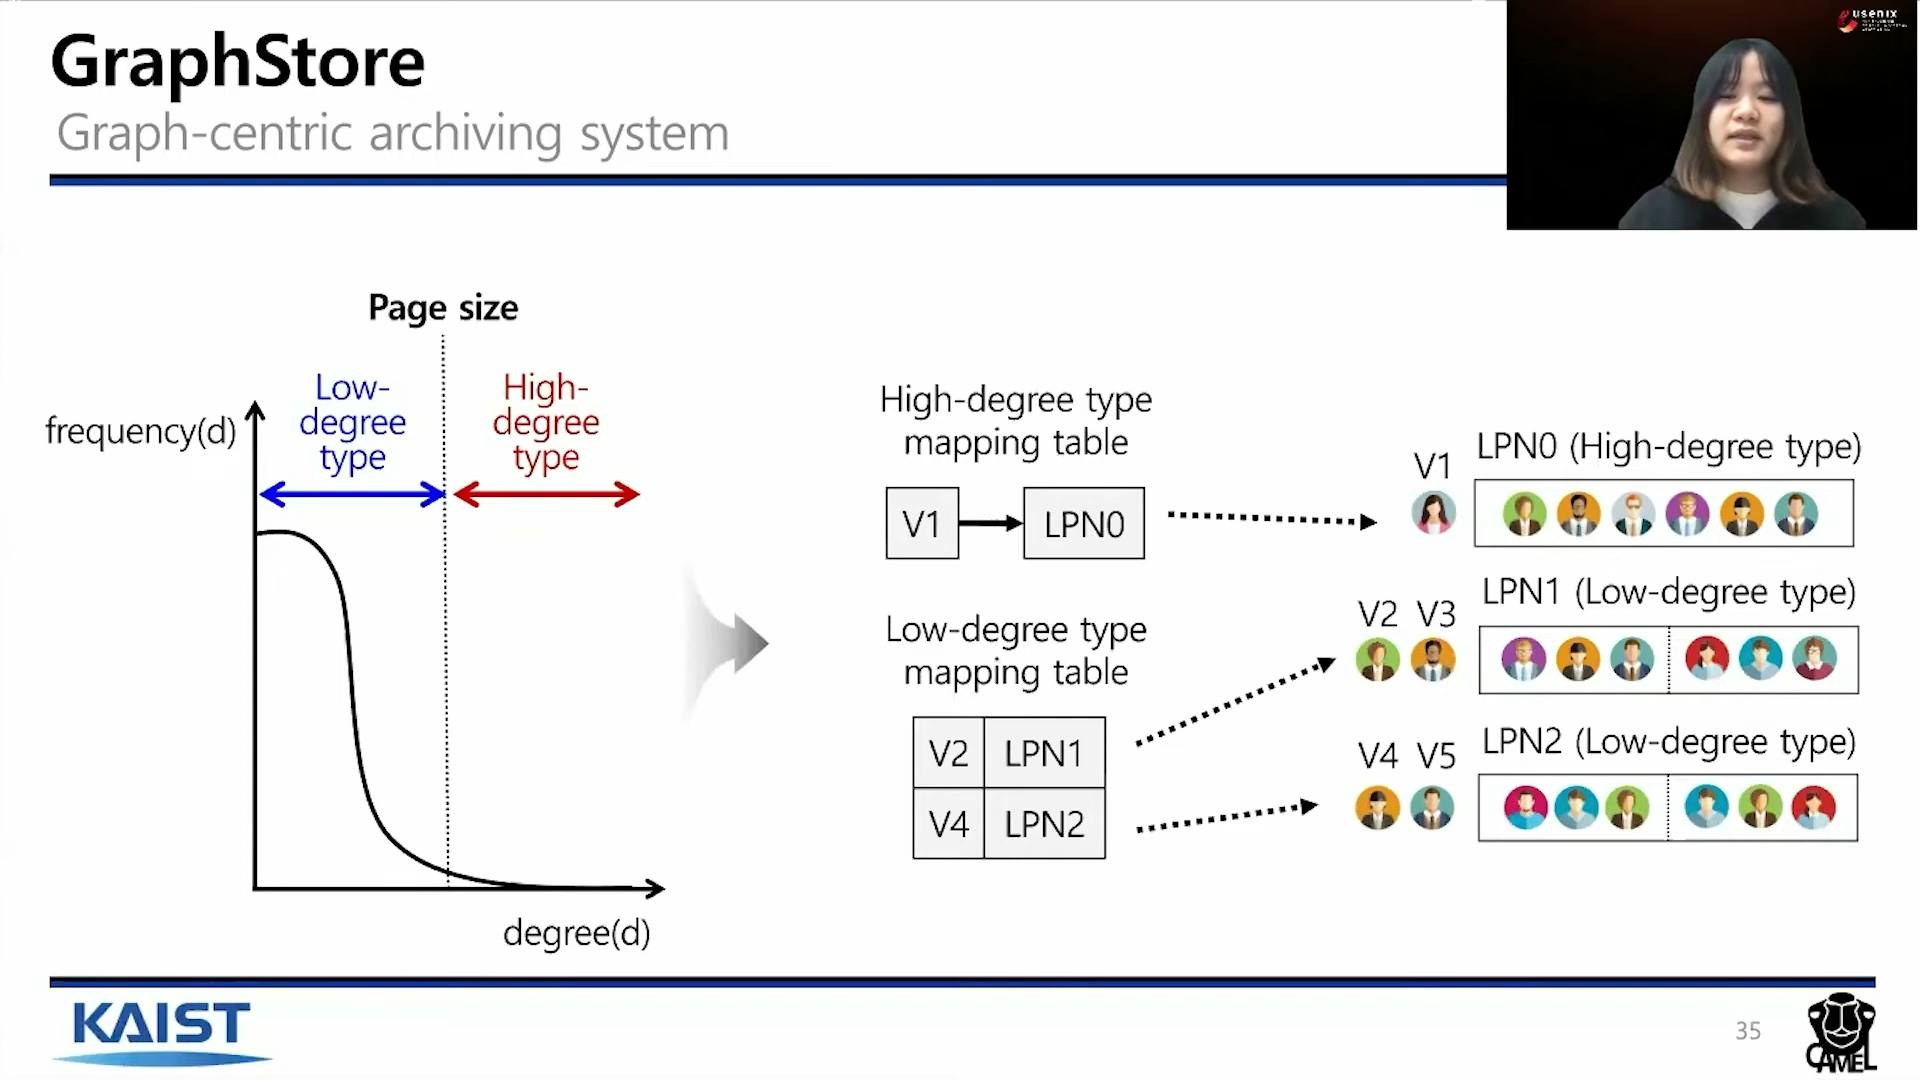 GraphStore
Graph-centric archiving system
usenix
Page size
Low-
degree
type
High-
degree
type
frequency(d)
degree(d)
High-degree type
mapping table
V1
LPN0
Low-degree type
mapping table
V2 LPN1
V4 LPN2
V1
LPN0 (High-degree type)
V2 V3
LPN1 (Low-degree type)
V4 V5
LPN2 (Low-degree type)
KAIST
35
CAMEL